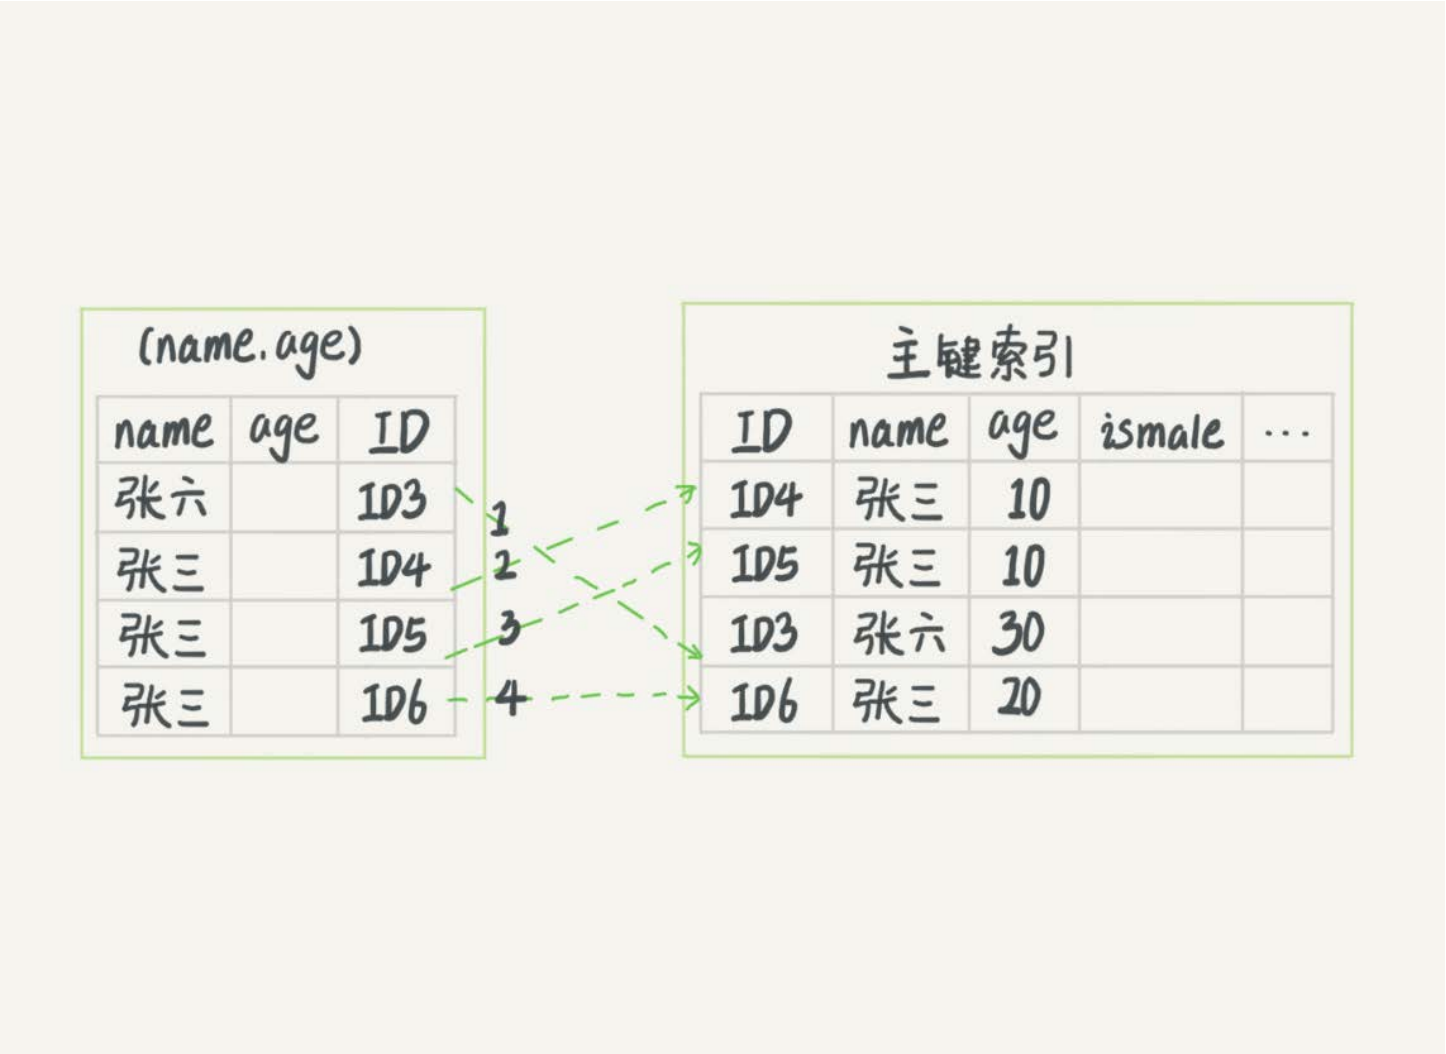 (name.age)
name age ID
张六 ID3
张三 ID4
张三 ID5
张三 ID6
1
2
3
4
主键索引
ID name age ismale ...
ID4 张三 10
ID5 张三 10
ID3 张六 30
ID6 张三 20